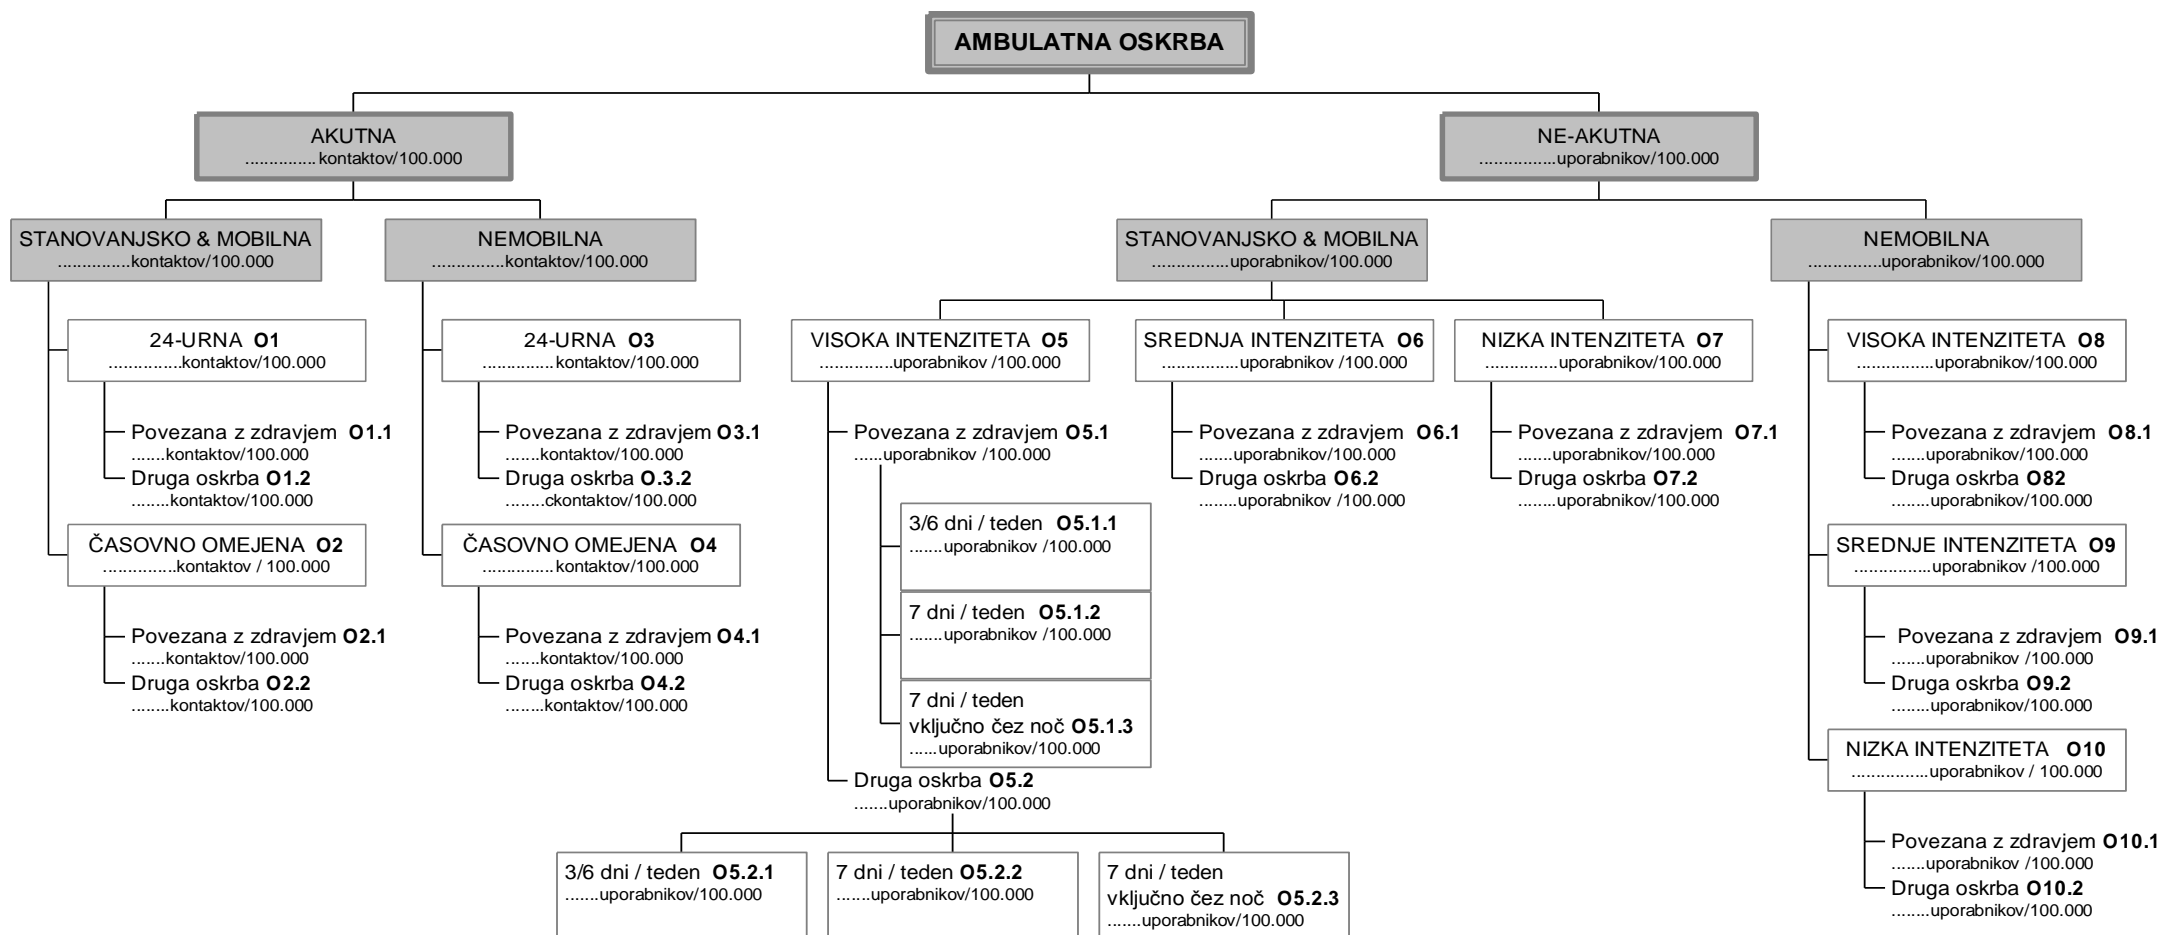 AMBULATNA OSKRBA
AKUTNA
...............kontaktov/100.000
NE-AKUTNA
................uporabnikov/100.000
STANOVANJSKO & MOBILNA
...............kontaktov/100.000
NEMOBILNA
...............kontaktov/100.000
STANOVANJSKO & MOBILNA
................uporabnikov/100.000
NEMOBILNA
...............uporabnikov/100.000
24-URNA O1
...............kontaktov/100.000
Povezana z zdravjem O1.1
.......kontaktov/100.000
Druga oskrba O1.2
........kontaktov/100.000
ČASOVNO OMEJENA O2
...............kontaktov / 100.000
Povezana z zdravjem O2.1
.......kontaktov/100.000
Druga oskrba O2.2
........kontaktov/100.000
24-URNA O3
...............kontaktov/100.000
Povezana z zdravjem O3.1
.......kontaktov/100.000
Druga oskrba O.3.2
........ckontaktov/100.000
ČASOVNO OMEJENA O4
...............kontaktov/100.000
Povezana z zdravjem O4.1
.......kontaktov/100.000
Druga oskrba O4.2
........kontaktov/100.000
VISOKA INTENZITETA O5
...............uporabnikov /100.000
Povezana z zdravjem O5.1
......uporabnikov /100.000
3/6 dni / teden O5.1.1
.......uporabnikov /100.000
7 dni / teden O5.1.2
.......uporabnikov /100.000
7 dni / teden
vključno čez noč O5.1.3
......uporabnikov/100.000
Druga oskrba O5.2
.......uporabnikov/100.000
3/6 dni / teden O5.2.1
.......uporabnikov/100.000
7 dni / teden O5.2.2
.......uporabnikov/100.000
7 dni / teden
vključno čez noč O5.2.3
.......uporabnikov/100.000
SREDNJA INTENZITETA O6
................uporabnikov /100.000
Povezana z zdravjem O6.1
.......uporabnikov /100.000
Druga oskrba O6.2
........uporabnikov /100.000
NIZKA INTENZITETA O7
...............uporabnikov/100.000
Povezana z zdravjem O7.1
.......uporabnikov/100.000
Druga oskrba O7.2
........uporabnikov/100.000
VISOKA INTENZITETA O8
................uporabnikov/100.000
Povezana z zdravjem O8.1
.......uporabnikov/100.000
Druga oskrba O82
.......uporabnikov/100.000
SREDNJE INTENZITETA O9
................uporabnikov /100.000
Povezana z zdravjem O9.1
.......uporabnikov /100.000
Druga oskrba O9.2
.......uporabnikov/100.000
NIZKA INTENZITETA O10
................uporabnikov / 100.000
Povezana z zdravjem O10.1
.......uporabnikov /100.000
Druga oskrba O10.2
.......uporabnikov/100.000